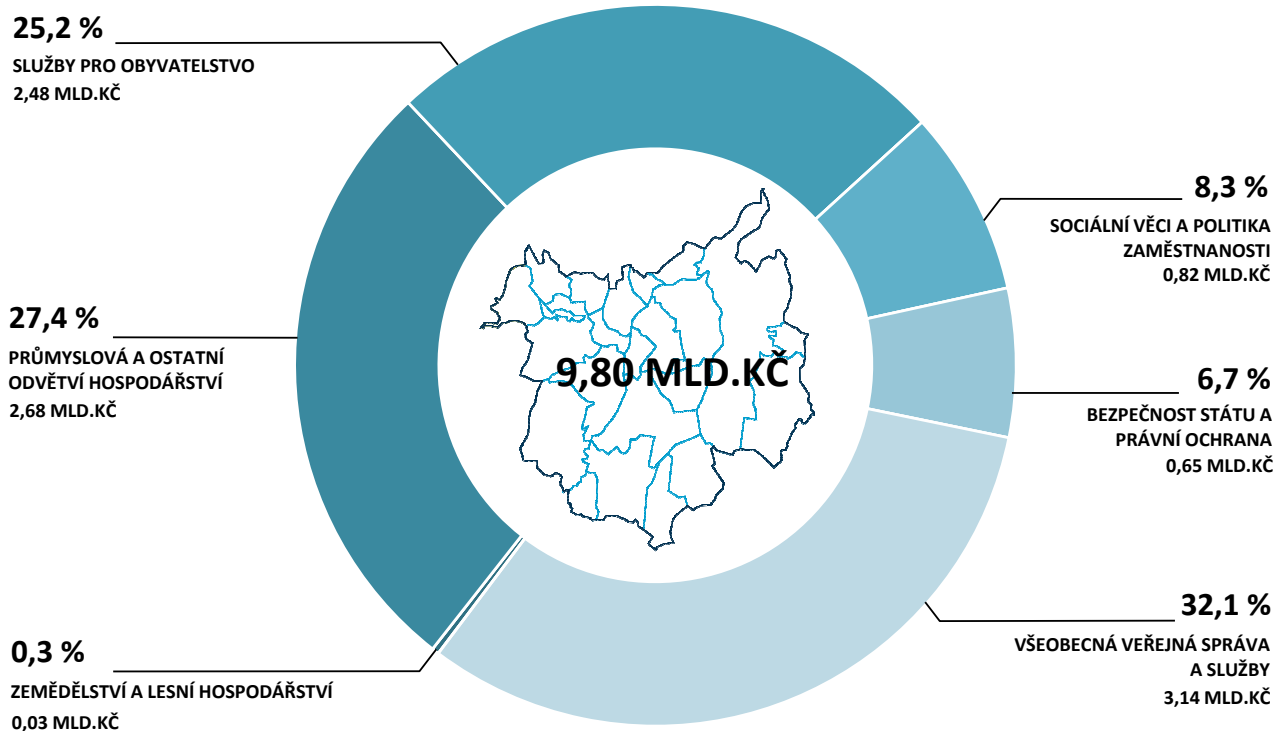 25,2 %
SLUŽBY PRO OBYVATELSTVO
2,48 MLD.KČ
8,3 %
SOCIÁLNÍ VĚCI A POLITIKA
ZAMĚSTNANOSTI
0,82 MLD.KČ
27,4 %
PRŮMYSLOVÁ A OSTATNÍ
ODVĚTVÍ HOSPODÁŘSTVÍ
2,68 MLD.KČ
9,80 MLD.KČ
6,7 %
BEZPEČNOST STÁTU A
PRÁVNÍ OCHRANA
0,65 MLD.KČ
0,3 %
ZEMĚDĚLSTVÍ A LESNÍ HOSPODÁŘSTVÍ
0,03 MLD.KČ
32,1 %
VŠEOBECNÁ VEŘEJNÁ SPRÁVA
A SLUŽBY
3,14 MLD.KČ